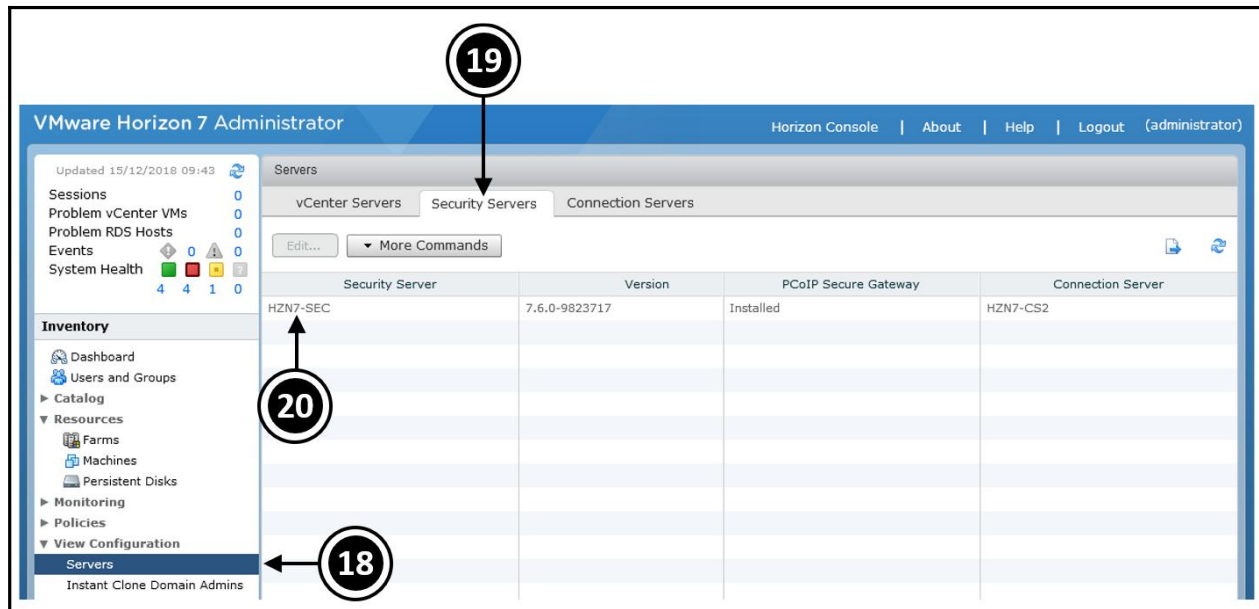 19
VMware Horizon 7 Administrator
Horizon Console | About | Help | Logout (administrator)
Updated 15/12/2018 09:43
Sessions 0
Problem vCenter VMs 0
Problem RDS Hosts 0
Events 0 0
System Health ?
4 4 1 0
Inventory
Dashboard
Users and Groups
Catalog
Resources
Farms
Machines
Persistent Disks
Monitoring
Policies
View Configuration
Servers
Instant Clone Domain Admins
Servers
vCenter Servers Security Servers Connection Servers
Edit... More Commands
Security Server Version PCoIP Secure Gateway Connection Server
HZN7-SEC 7.6.0-9823717 Installed HZN7-CS2
20
18